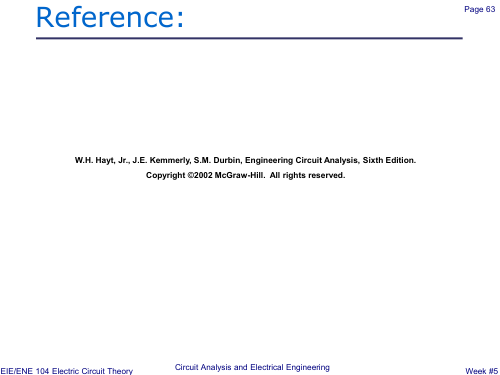 Reference:
Page 63
W.H. Hayt, Jr., J.E. Kemmerly, S.M. Durbin, Engineering Circuit Analysis, Sixth Edition.
Copyright ©2002 McGraw-Hill. All rights reserved.
EIE/ENE 104 Electric Circuit Theory
Circuit Analysis and Electrical Engineering
Week #5